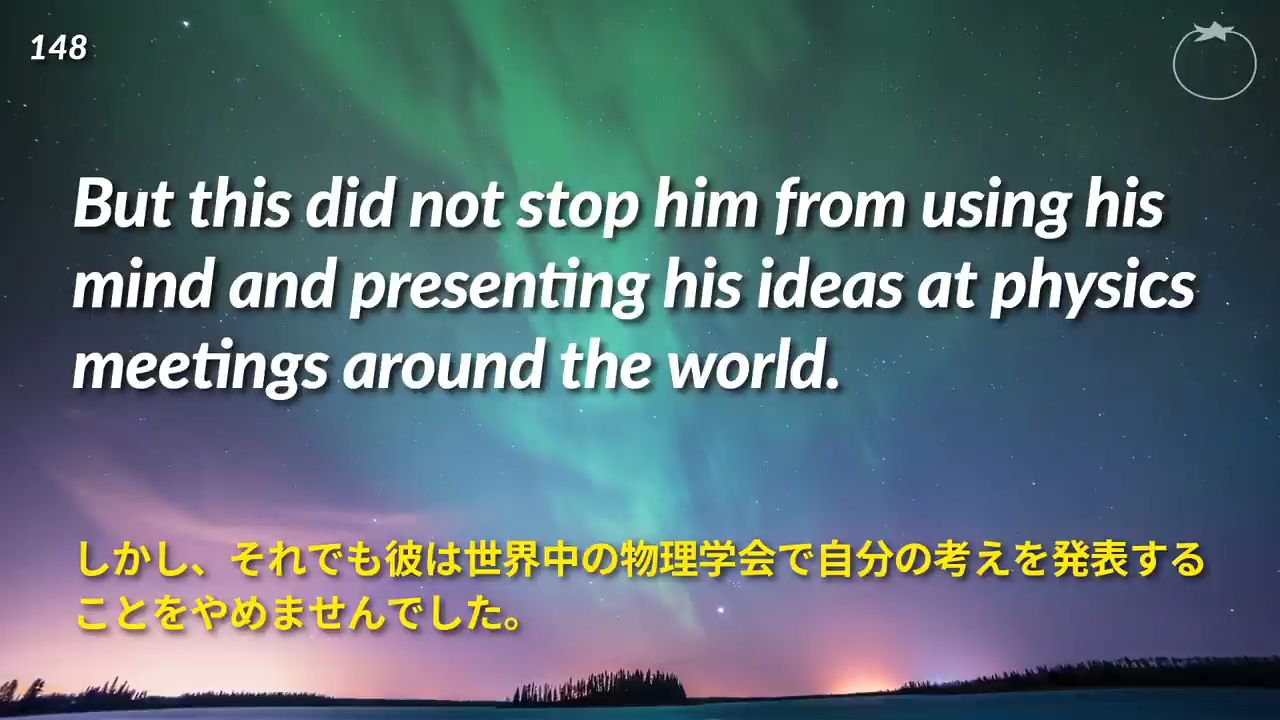 148
But this did not stop him from using his
mind and presenting his ideas at physics
meetings around the world.
しかし、それでも彼は世界中の物理学会で自分の考えを発表する
ことをやめませんでした。